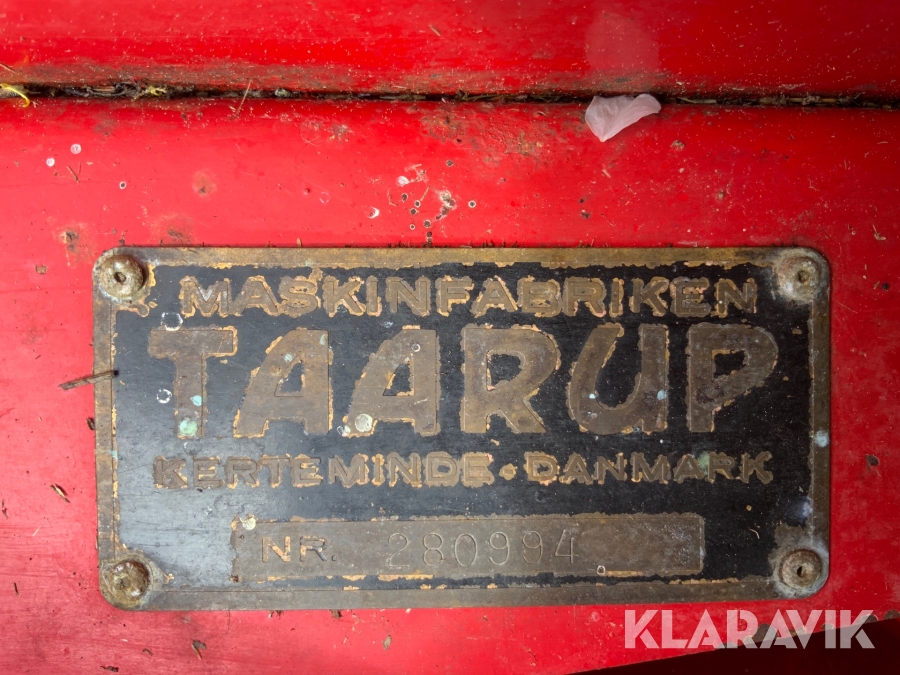 MASKINFABRIKEN
TAARUP
KERTEMINDE • DANMARK
NR. 280994
KLARAVIK